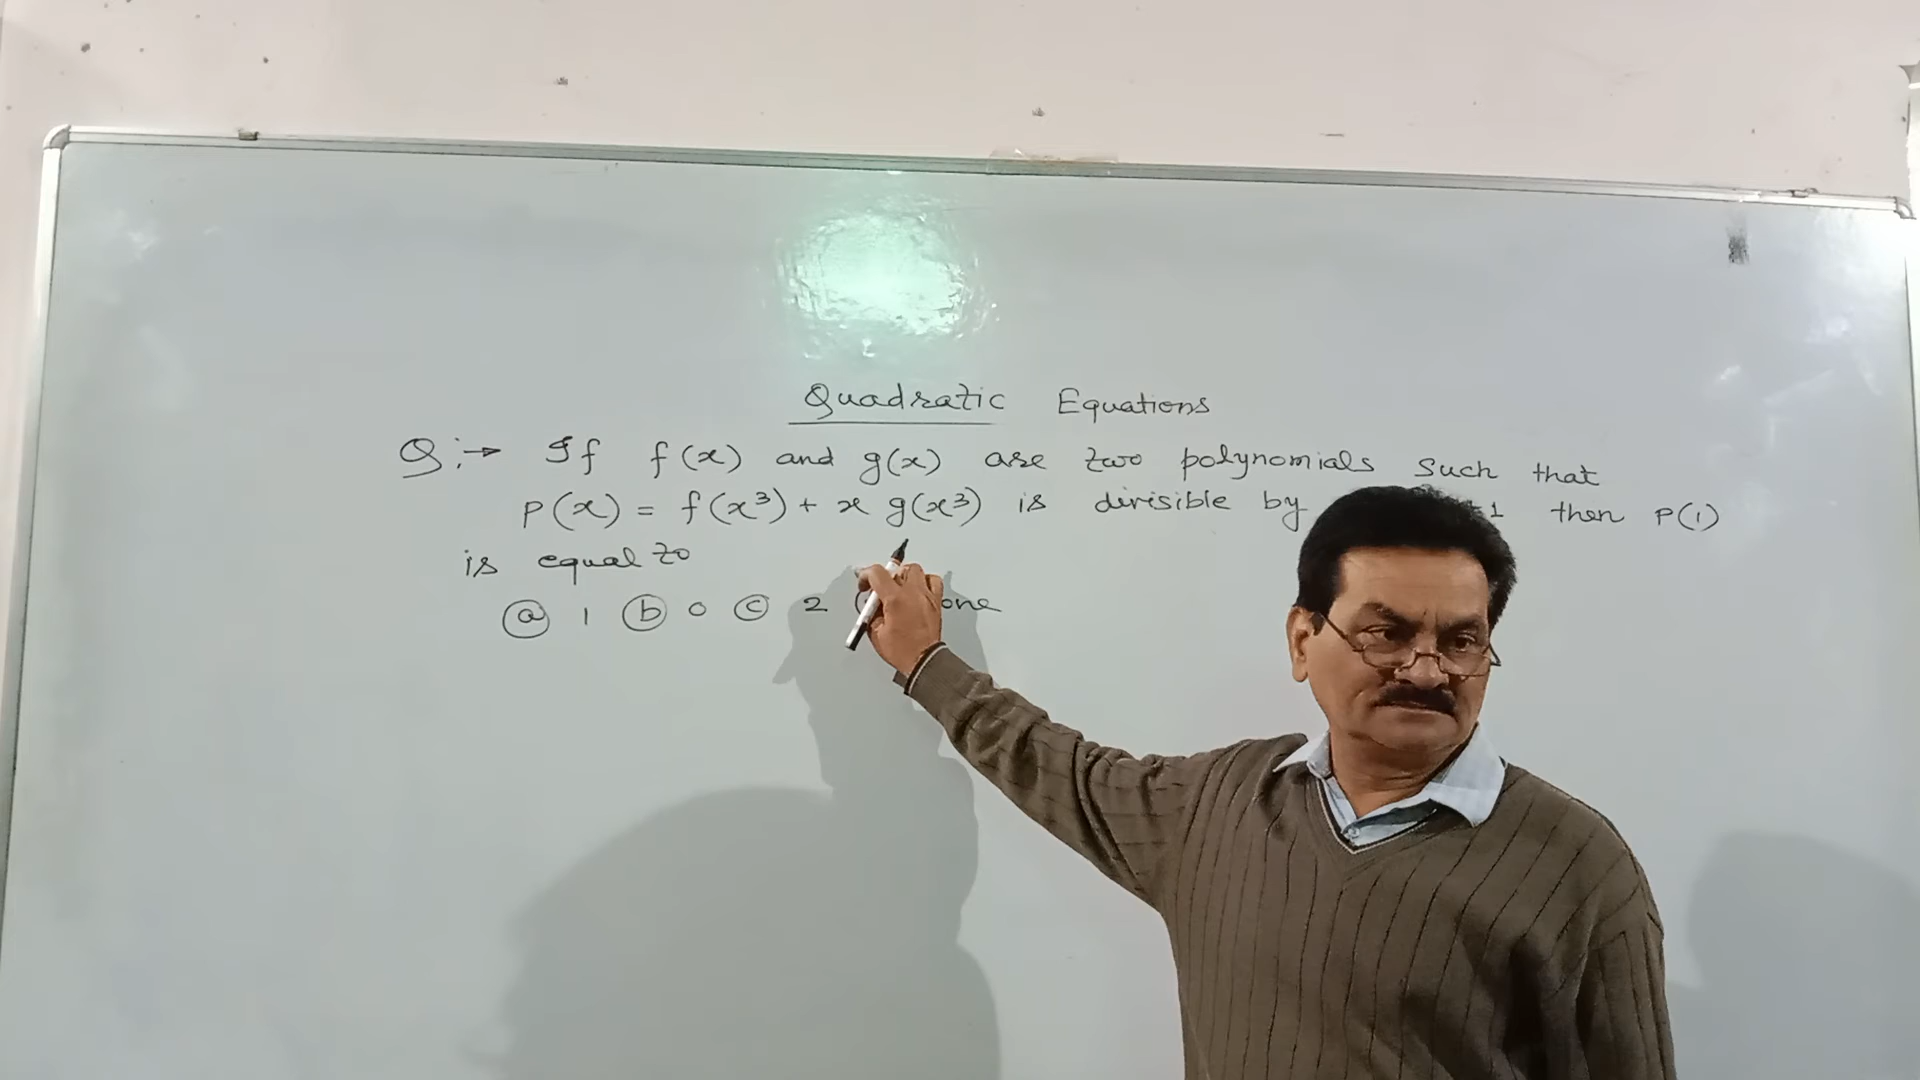 Quadratic Equations
Q:→ If f(x) and g(x) are two polynomials such that
P(x) = f(x³) + x g(x³) is divisible by +1 then P(1)
is equal to
(a) 1 (b) 0 (c) 2